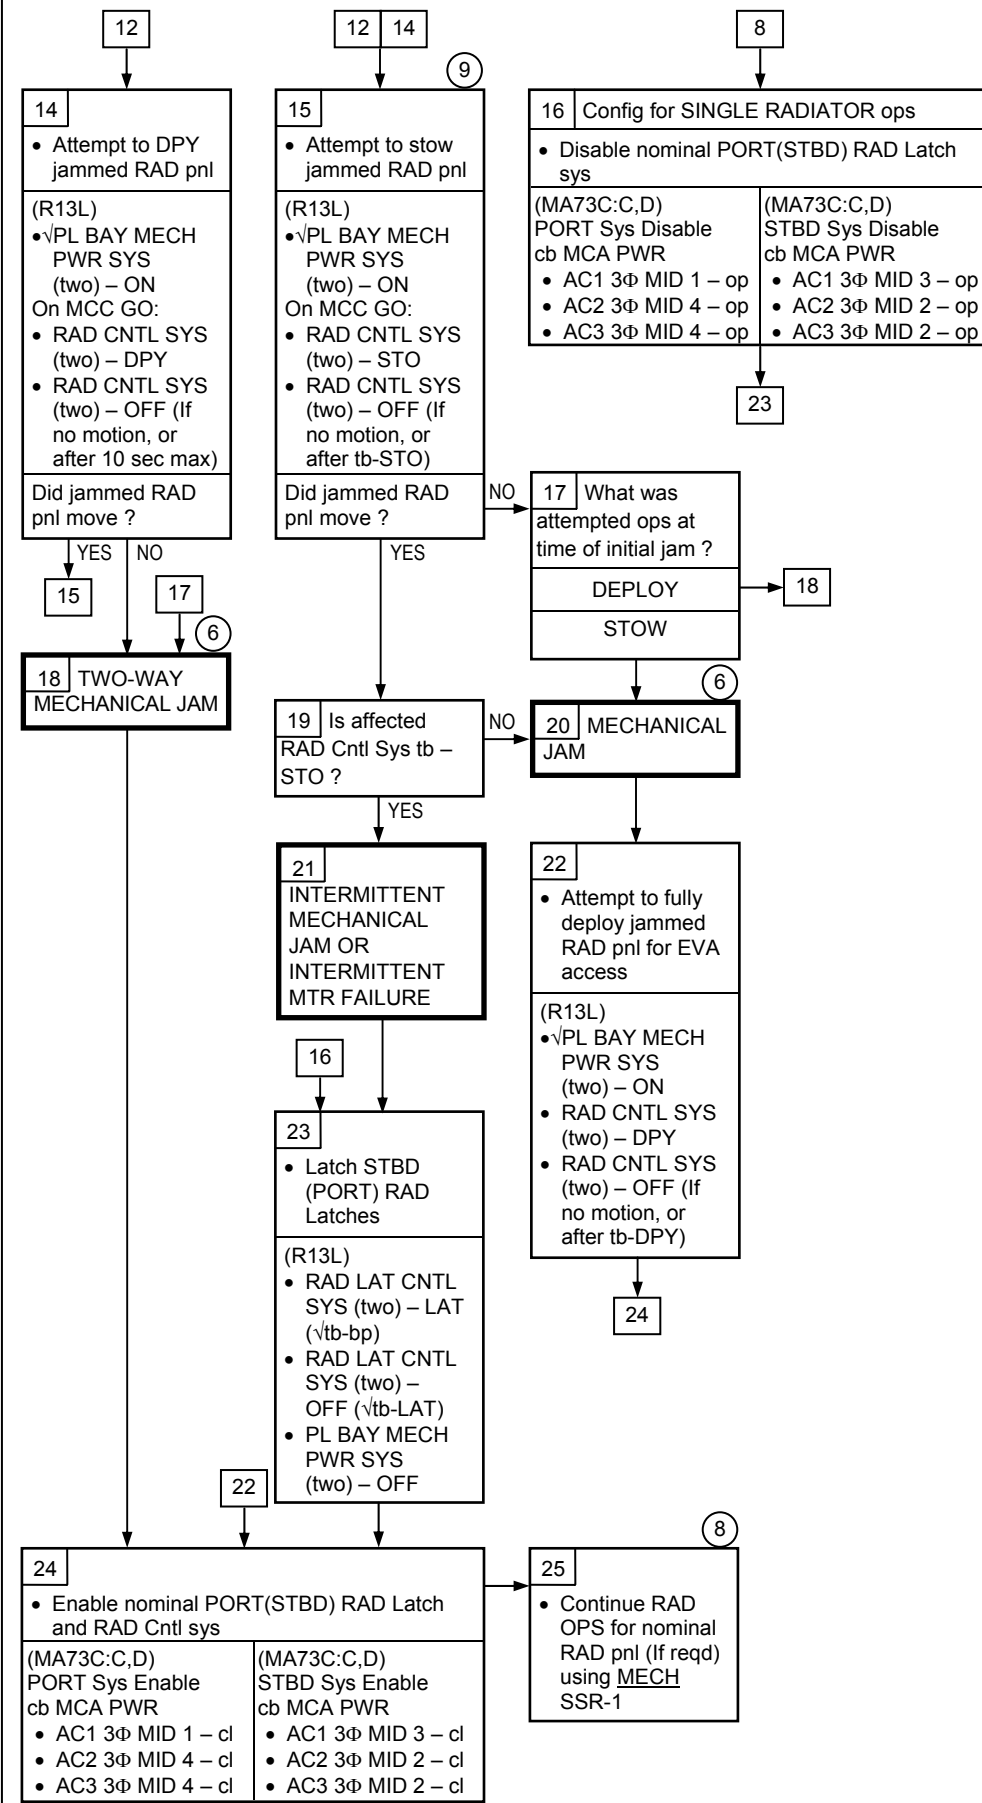 12
12 14
8
9
14
• Attempt to DPY
jammed RAD pnl
(R13L)
•√PL BAY MECH
PWR SYS
(two) – ON
On MCC GO:
• RAD CNTL SYS
(two) – DPY
• RAD CNTL SYS
(two) – OFF (If
no motion, or
after 10 sec max)
Did jammed RAD
pnl move ?
YES NO
15
17
6
18 TWO-WAY
MECHANICAL JAM
15
• Attempt to stow
jammed RAD pnl
(R13L)
•√PL BAY MECH
PWR SYS
(two) – ON
On MCC GO:
• RAD CNTL SYS
(two) – STO
• RAD CNTL SYS
(two) – OFF (If
no motion, or
after tb-STO)
Did jammed RAD
pnl move ?
NO
YES
16 Config for SINGLE RADIATOR ops
• Disable nominal PORT(STBD) RAD Latch
sys
(MA73C:C,D)
PORT Sys Disable
cb MCA PWR
• AC1 3Φ MID 1 – op
• AC2 3Φ MID 4 – op
• AC3 3Φ MID 4 – op
(MA73C:C,D)
STBD Sys Disable
cb MCA PWR
• AC1 3Φ MID 3 – op
• AC2 3Φ MID 2 – op
• AC3 3Φ MID 2 – op
23
17 What was
attempted ops at
time of initial jam ?
DEPLOY
18
STOW
6
19 Is affected
RAD Cntl Sys tb –
STO ?
NO
YES
20 MECHANICAL
JAM
21
INTERMITTENT
MECHANICAL
JAM OR
INTERMITTENT
MTR FAILURE
22
• Attempt to fully
deploy jammed
RAD pnl for EVA
access
(R13L)
•√PL BAY MECH
PWR SYS
(two) – ON
• RAD CNTL SYS
(two) – DPY
• RAD CNTL SYS
(two) – OFF (If
no motion, or
after tb-DPY)
24
16
23
• Latch STBD
(PORT) RAD
Latches
(R13L)
• RAD LAT CNTL
SYS (two) – LAT
(√tb-bp)
• RAD LAT CNTL
SYS (two) –
OFF (√tb-LAT)
• PL BAY MECH
PWR SYS
(two) – OFF
22
24
• Enable nominal PORT(STBD) RAD Latch
and RAD Cntl sys
(MA73C:C,D)
PORT Sys Enable
cb MCA PWR
• AC1 3Φ MID 1 – cl
• AC2 3Φ MID 4 – cl
• AC3 3Φ MID 4 – cl
(MA73C:C,D)
STBD Sys Enable
cb MCA PWR
• AC1 3Φ MID 3 – cl
• AC2 3Φ MID 2 – cl
• AC3 3Φ MID 2 – cl
8
25
• Continue RAD
OPS for nominal
RAD pnl (If reqd)
using MECH
SSR-1